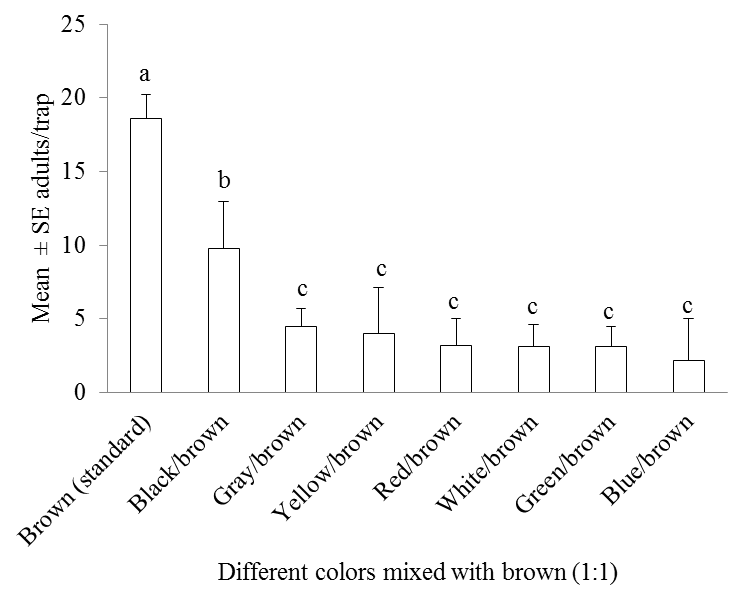 Mean ± SE adults/trap
25
20
15
10
5
0
a
b
c
c
c
c
c
c
Brown (standard)
Black/brown
Gray/brown
Yellow/brown
Red/brown
White/brown
Green/brown
Blue/brown
Different colors mixed with brown (1:1)